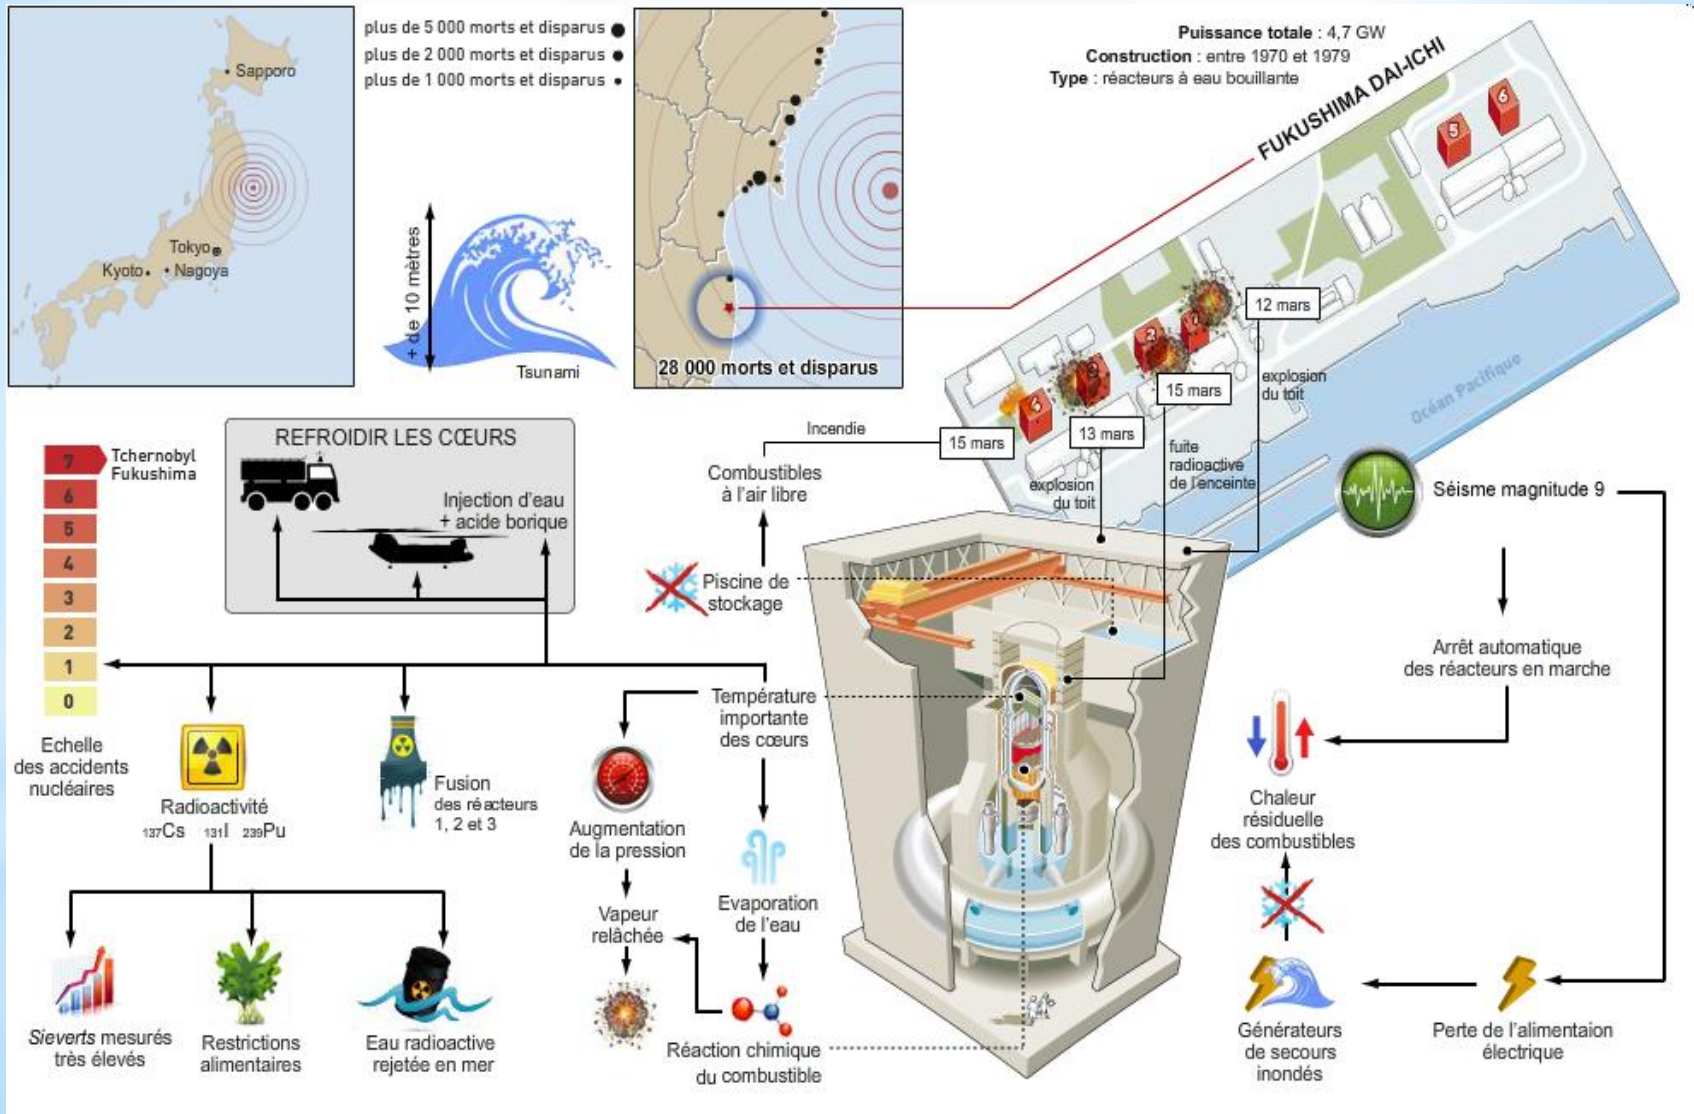 Sapporo
Tokyo
Kyoto
Nagoya
plus de 5 000 morts et disparus
plus de 2 000 morts et disparus
plus de 1 000 morts et disparus
+ de 10 mètres
Tsunami
28 000 morts et disparus
Puissance totale : 4,7 GW
Construction : entre 1970 et 1979
Type : réacteurs à eau bouillante
FUKUSHIMA DAI-ICHI
6
5
1
2
3
4
12 mars
explosion
du toit
15 mars
fuite
radioactive
de l'enceinte
13 mars
explosion
du toit
15 mars
Incendie
Océan Pacifique
Combustibles
à l'air libre
Piscine de
stockage
REFROIDIR LES CŒURS
Injection d'eau
+ acide borique
7
Tchernobyl
Fukushima
6
5
4
3
2
1
0
Echelle
des accidents
nucléaires
Radioactivité
137Cs 131I 239Pu
Fusion
des réacteurs
1, 2 et 3
Sieverts mesurés
très élevés
Restrictions
alimentaires
Eau radioactive
rejetée en mer
Température
importante
des cœurs
Augmentation
de la pression
Vapeur
relâchée
Evaporation
de l'eau
Réaction chimique
du combustible
Séisme magnitude 9
Arrêt automatique
des réacteurs en marche
Chaleur
résiduelle
des combustibles
Générateurs
de secours
inondés
Perte de l'alimentaion
électrique